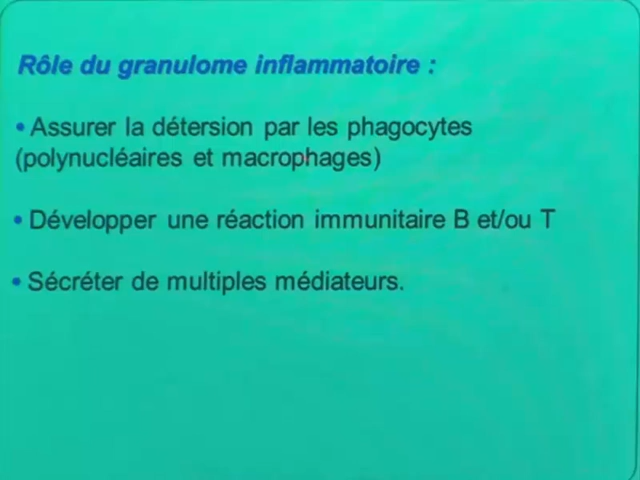 Rôle du granulome inflammatoire :
• Assurer la détersion par les phagocytes
(polynucléaires et macrophages)
• Développer une réaction immunitaire B et/ou T
• Sécréter de multiples médiateurs.